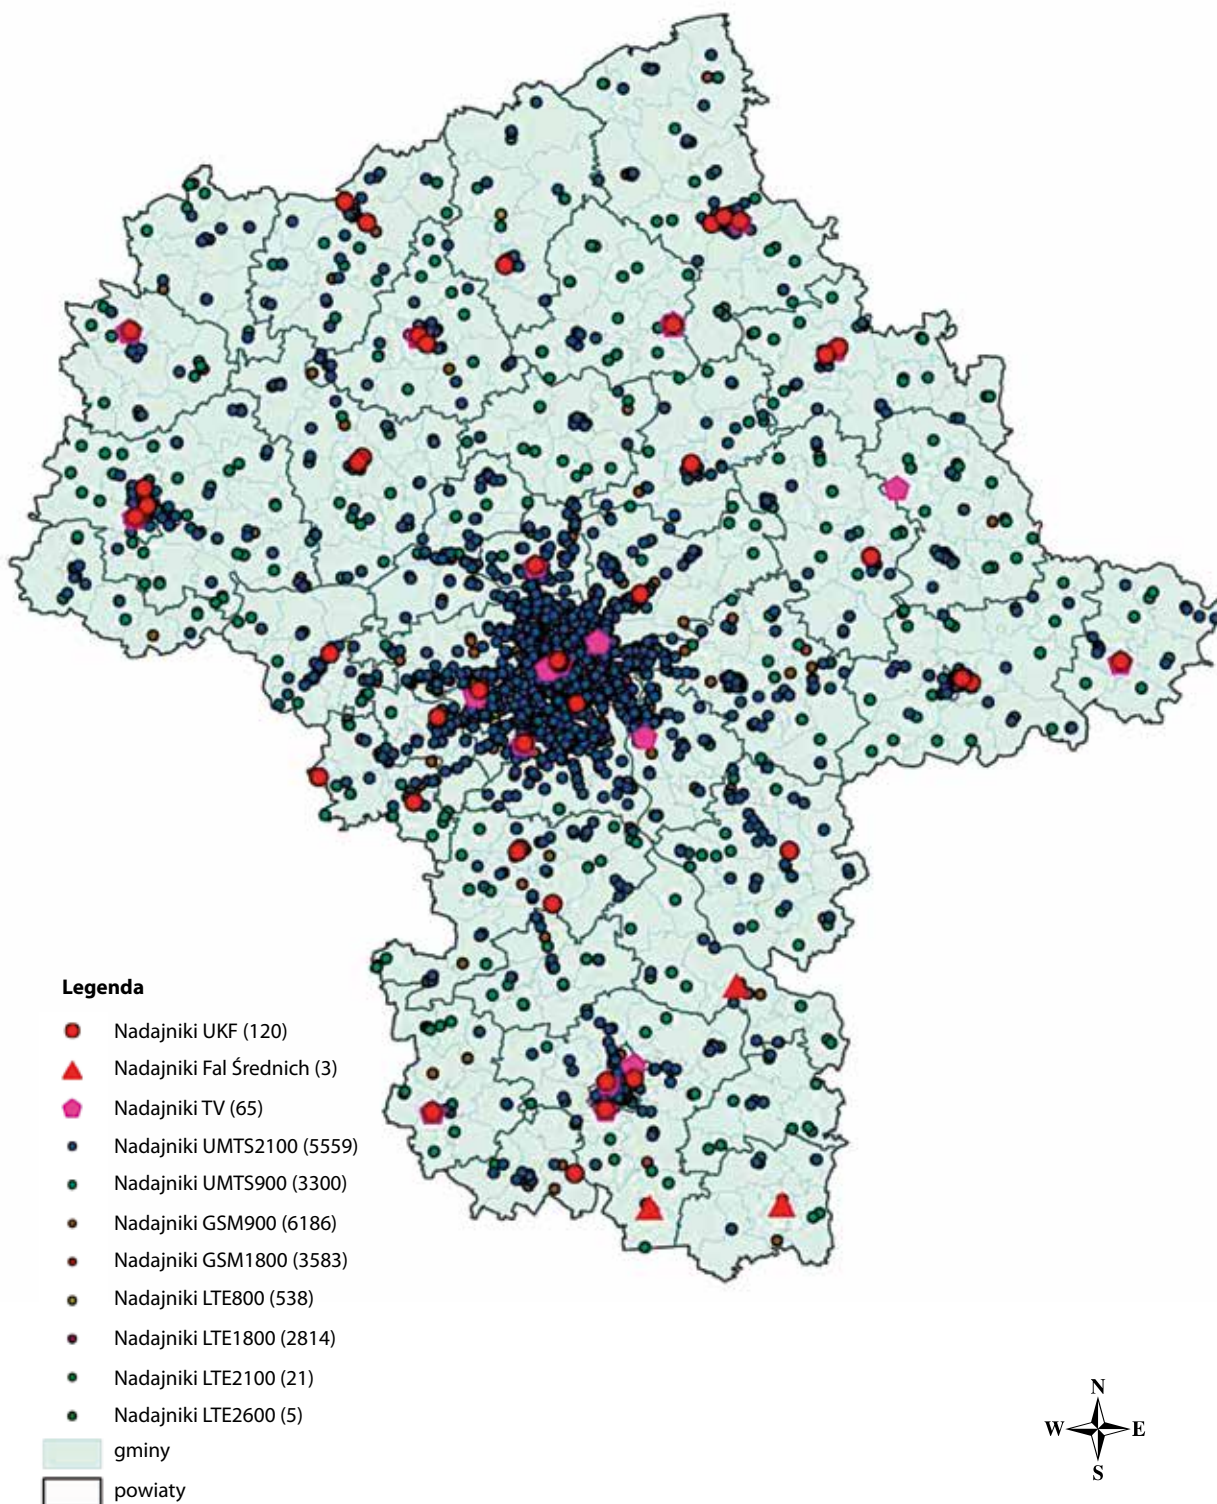 Legenda
Nadajniki UKF (120)
Nadajniki Fal Średnich (3)
Nadajniki TV (65)
Nadajniki UMTS2100 (5559)
Nadajniki UMTS900 (3300)
Nadajniki GSM900 (6186)
Nadajniki GSM1800 (3583)
Nadajniki LTE800 (538)
Nadajniki LTE1800 (2814)
Nadajniki LTE2100 (21)
Nadajniki LTE2600 (5)
gminy
powiaty
N
W E
S